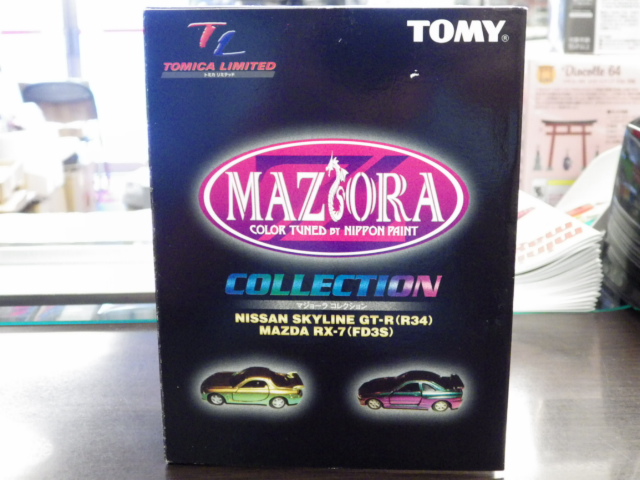 TL
TOMICA LIMITED
トミカ リミテッド
TOMY®
MAZIORA
COLOR TUNED BY NIPPON PAINT
COLLECTION
マジョーラ コレクション
NISSAN SKYLINE GT-R(R34)
MAZDA RX-7(FD3S)
Viscotte 64